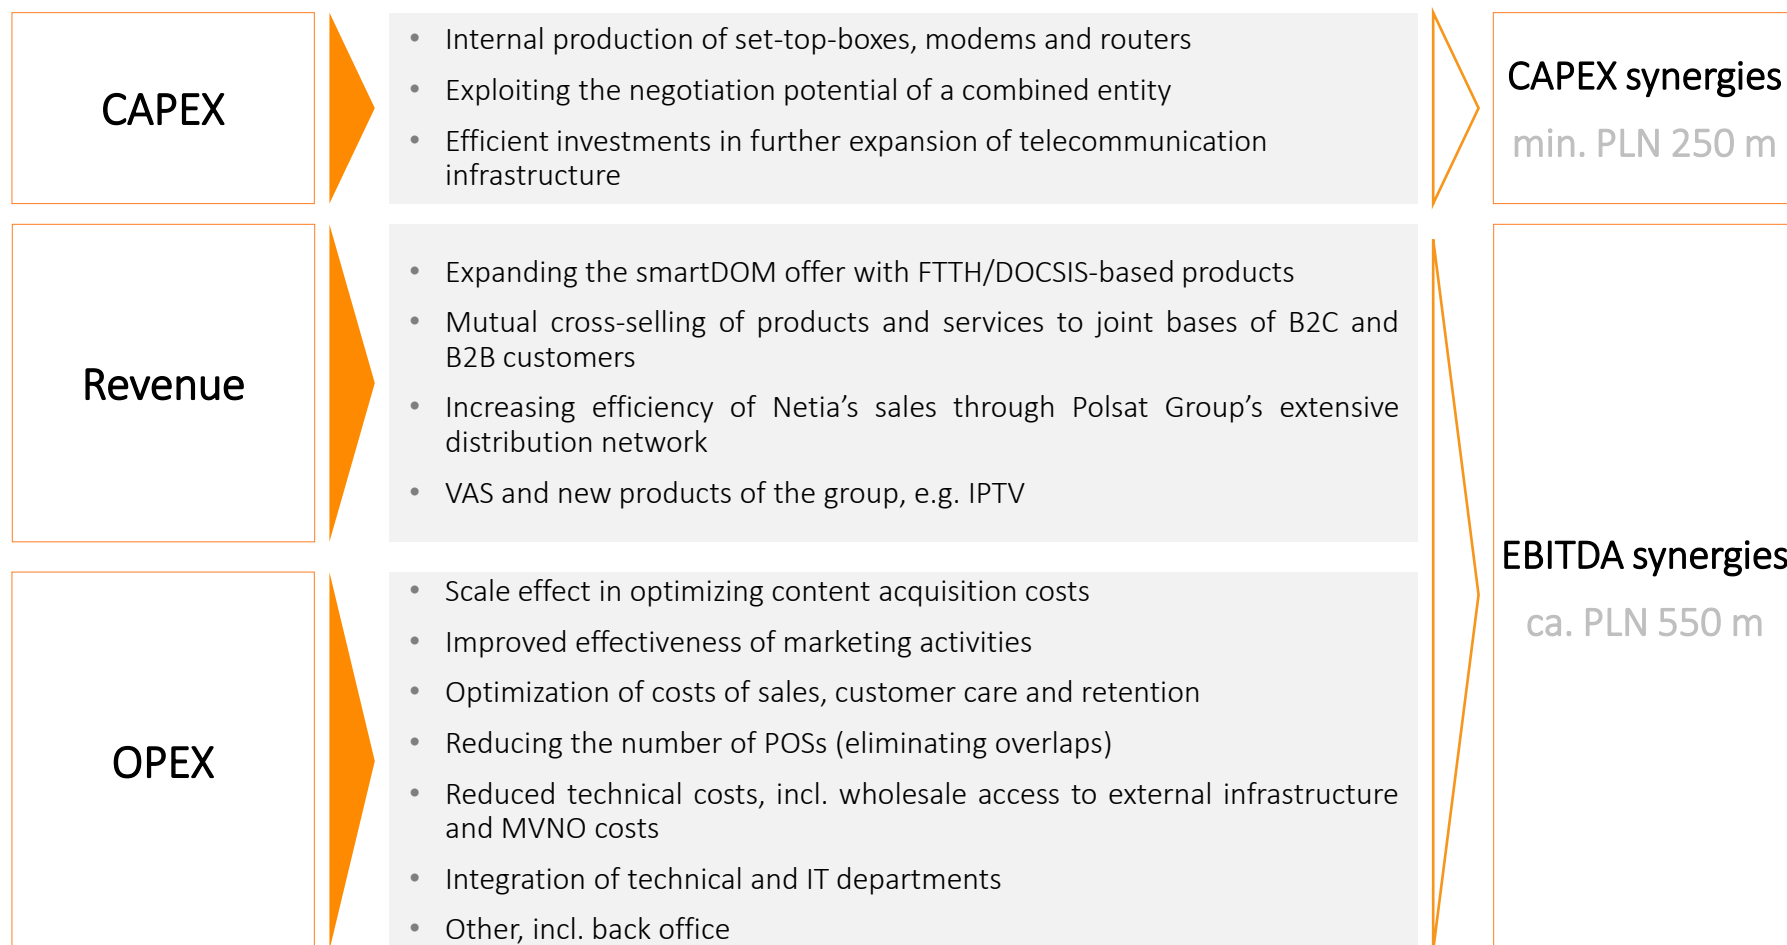 CAPEX
• Internal production of set-top-boxes, modems and routers
• Exploiting the negotiation potential of a combined entity
• Efficient investments in further expansion of telecommunication
infrastructure
CAPEX synergies
min. PLN 250 m
Revenue
• Expanding the smartDOM offer with FTTH/DOCSIS-based products
• Mutual cross-selling of products and services to joint bases of B2C and
B2B customers
• Increasing efficiency of Netia’s sales through Polsat Group’s extensive
distribution network
• VAS and new products of the group, e.g. IPTV
OPEX
• Scale effect in optimizing content acquisition costs
• Improved effectiveness of marketing activities
• Optimization of costs of sales, customer care and retention
• Reducing the number of POSs (eliminating overlaps)
• Reduced technical costs, incl. wholesale access to external infrastructure
and MVNO costs
• Integration of technical and IT departments
• Other, incl. back office
EBITDA synergies
ca. PLN 550 m